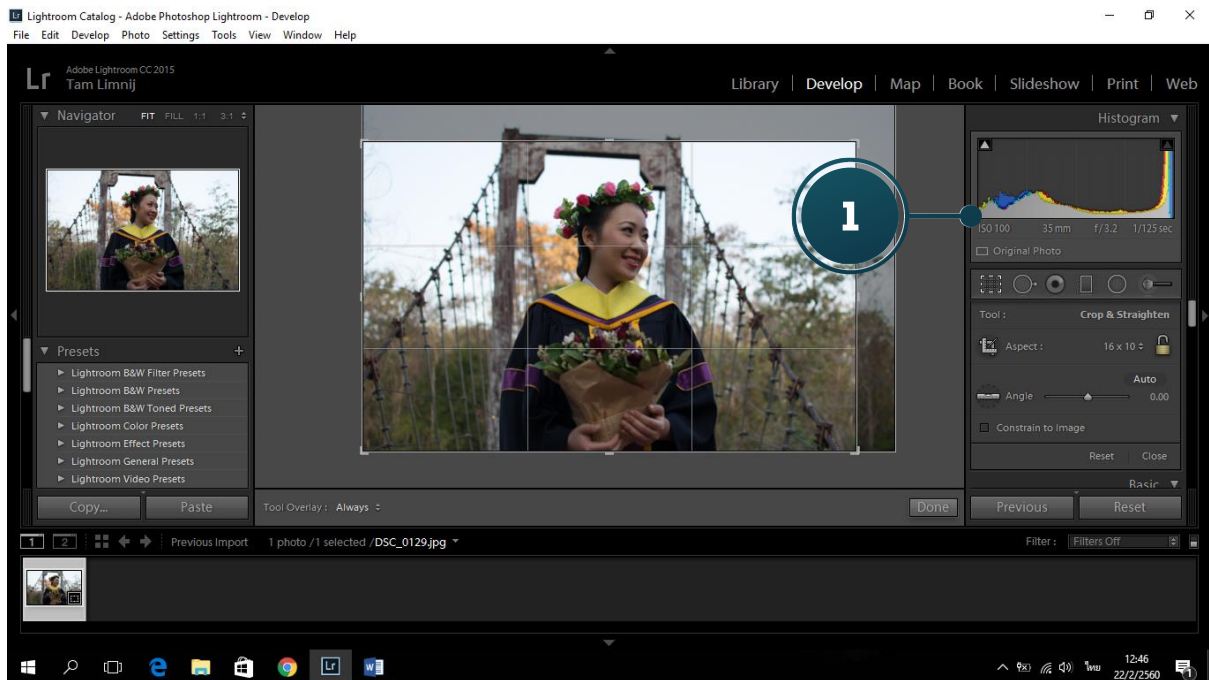 Lightroom Catalog - Adobe Photoshop Lightroom - Develop
File Edit Develop Photo Settings Tools View Window Help
Lr Adobe Lightroom CC 2015
Tam Limnij
Library | Develop | Map | Book | Slideshow | Print | Web
Navigator FIT FILL 1:1 3:1
Histogram
1
ISO 100 35 mm f/3.2 1/125 sec
Original Photo
Tool : Crop & Straighten
Aspect : 16 x 10
Auto
Angle 0.00
Constrain to Image
Reset Close
Basic
Presets +
Lightroom B&W Filter Presets
Lightroom B&W Presets
Lightroom B&W Toned Presets
Lightroom Color Presets
Lightroom Effect Presets
Lightroom General Presets
Lightroom Video Presets
Copy... Paste Tool Overlay : Always Done Previous Reset
1 2 Previous Import 1 photo /1 selected /DSC_0129.jpg Filter : Filters Off
Lr W ไทย 12:46
22/2/2560 1